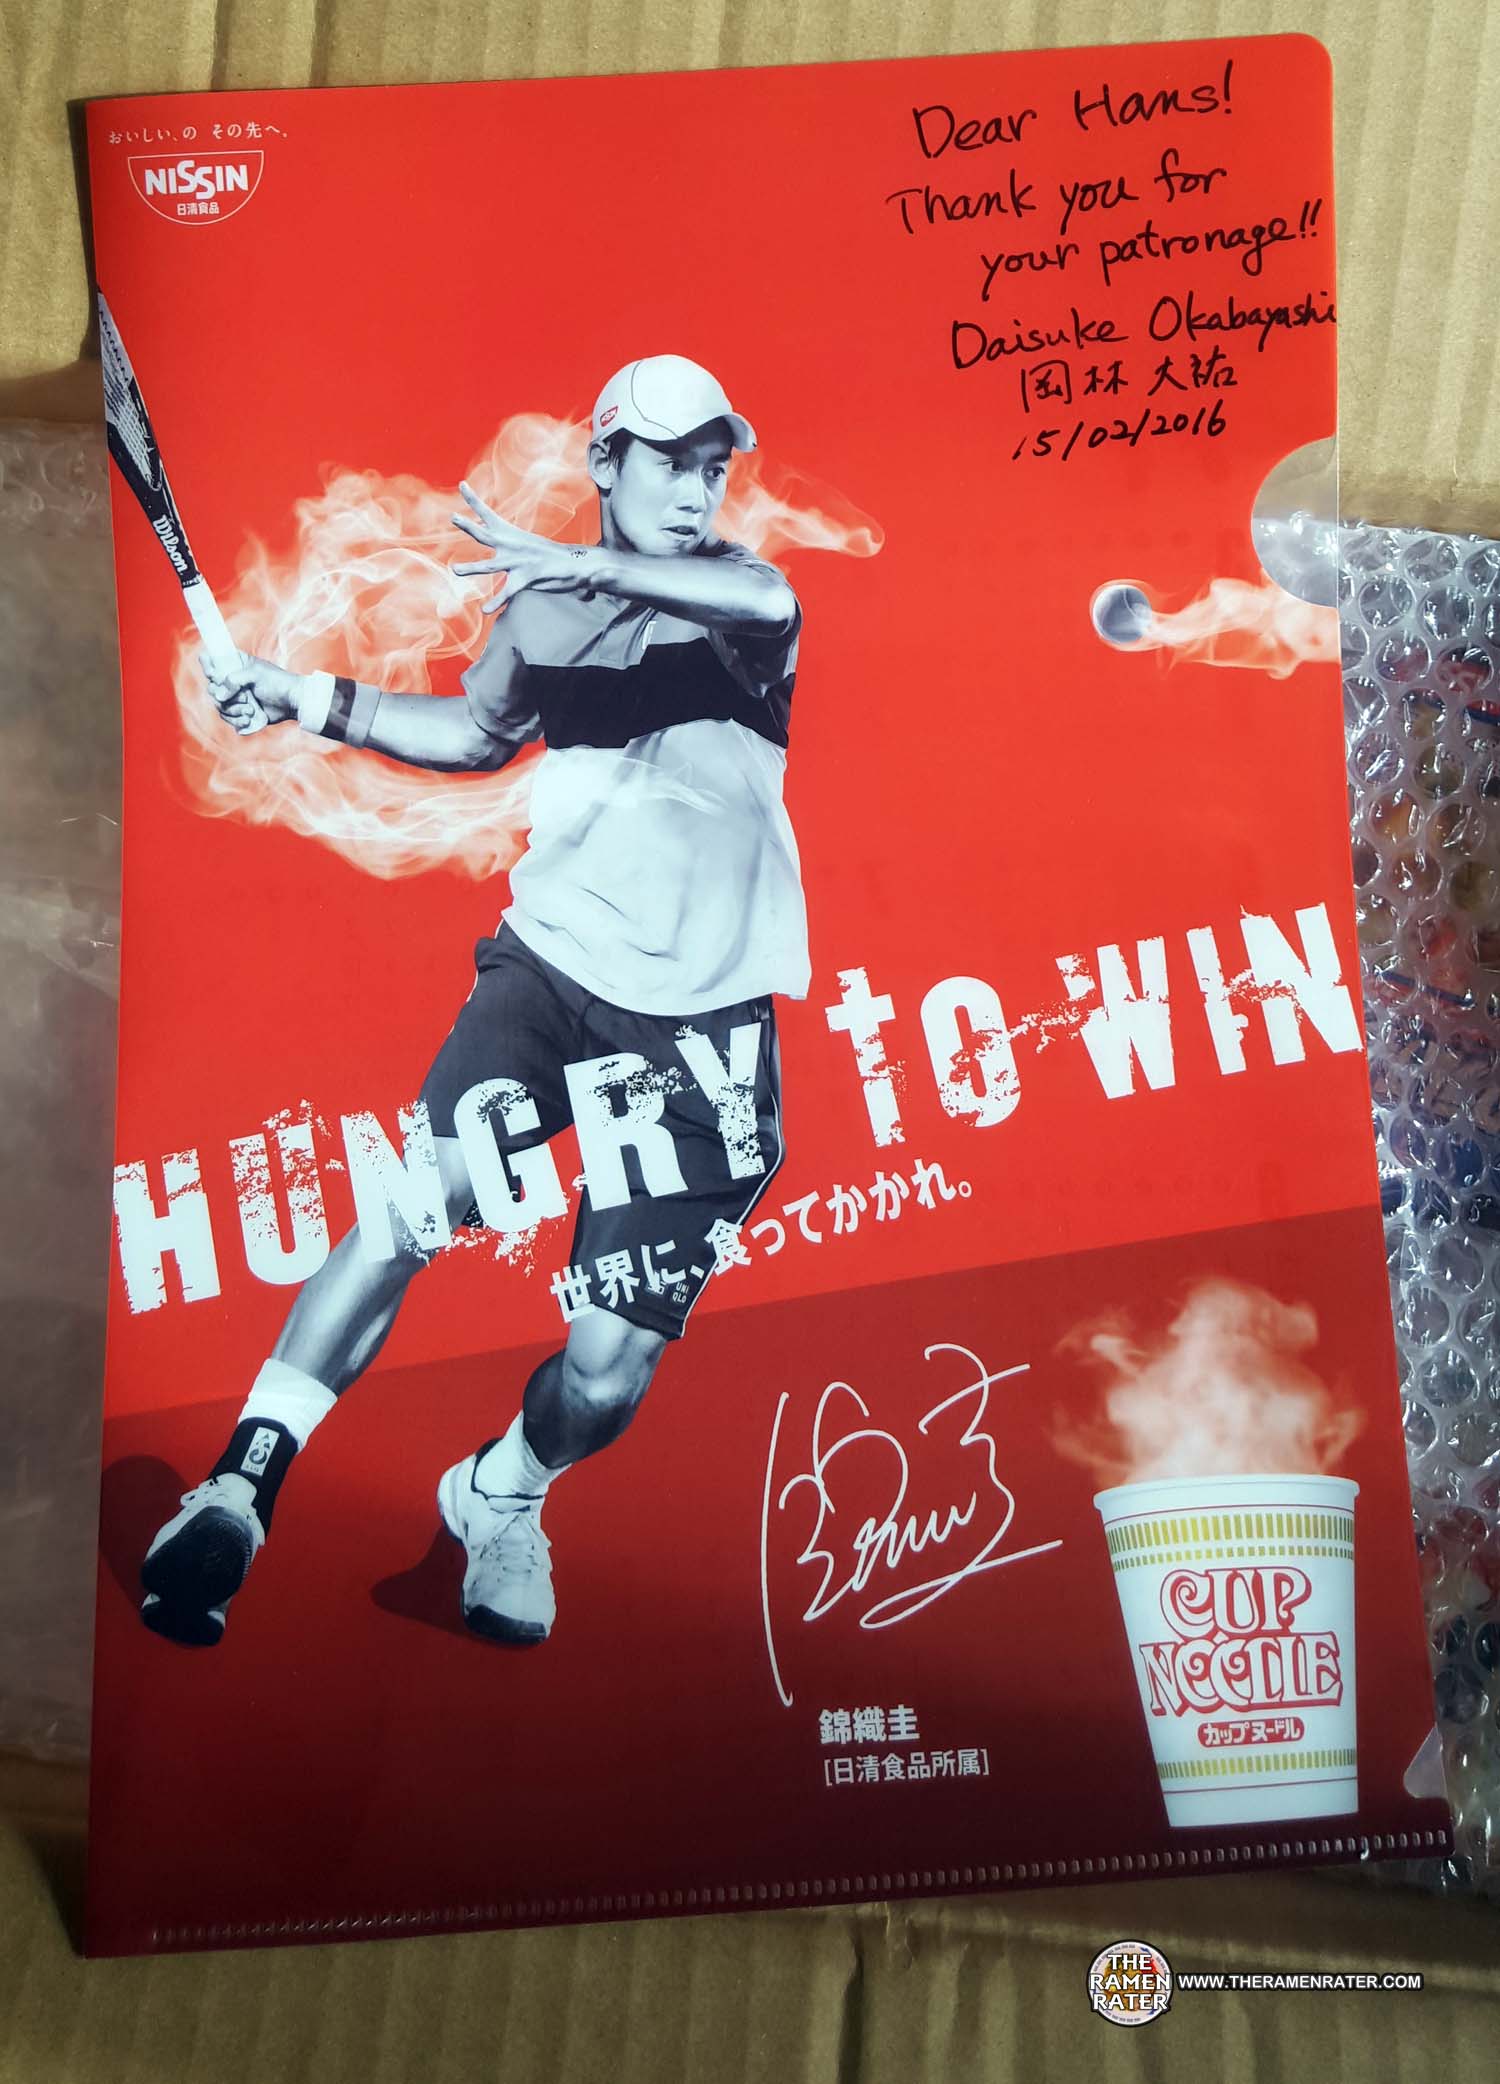 おいしい、の その先へ。
NISSIN
日清食品
Dear Hans!
Thank you for
your patronage!!
Daisuke Okabayashi
岡林 大祐
15/02/2016
NISSIN
Wilson
HUNGRY TO WIN
世界に、食ってかかれ。
UNI
QLO
錦織圭
[日清食品所属]
CUP
NOODLE
カップヌードル
THE
RAMEN
RATER
WWW.THERAMENRATER.COM